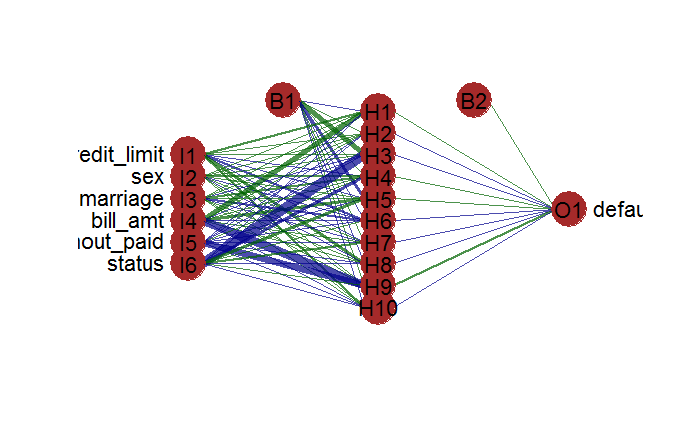 B1
B2
H1
H2
H3
H4
H5
H6
H7
H8
H9
H10
redit_limit I1
sex I2
marriage I3
bill_amt I4
nout_paid I5
status I6
O1 defau